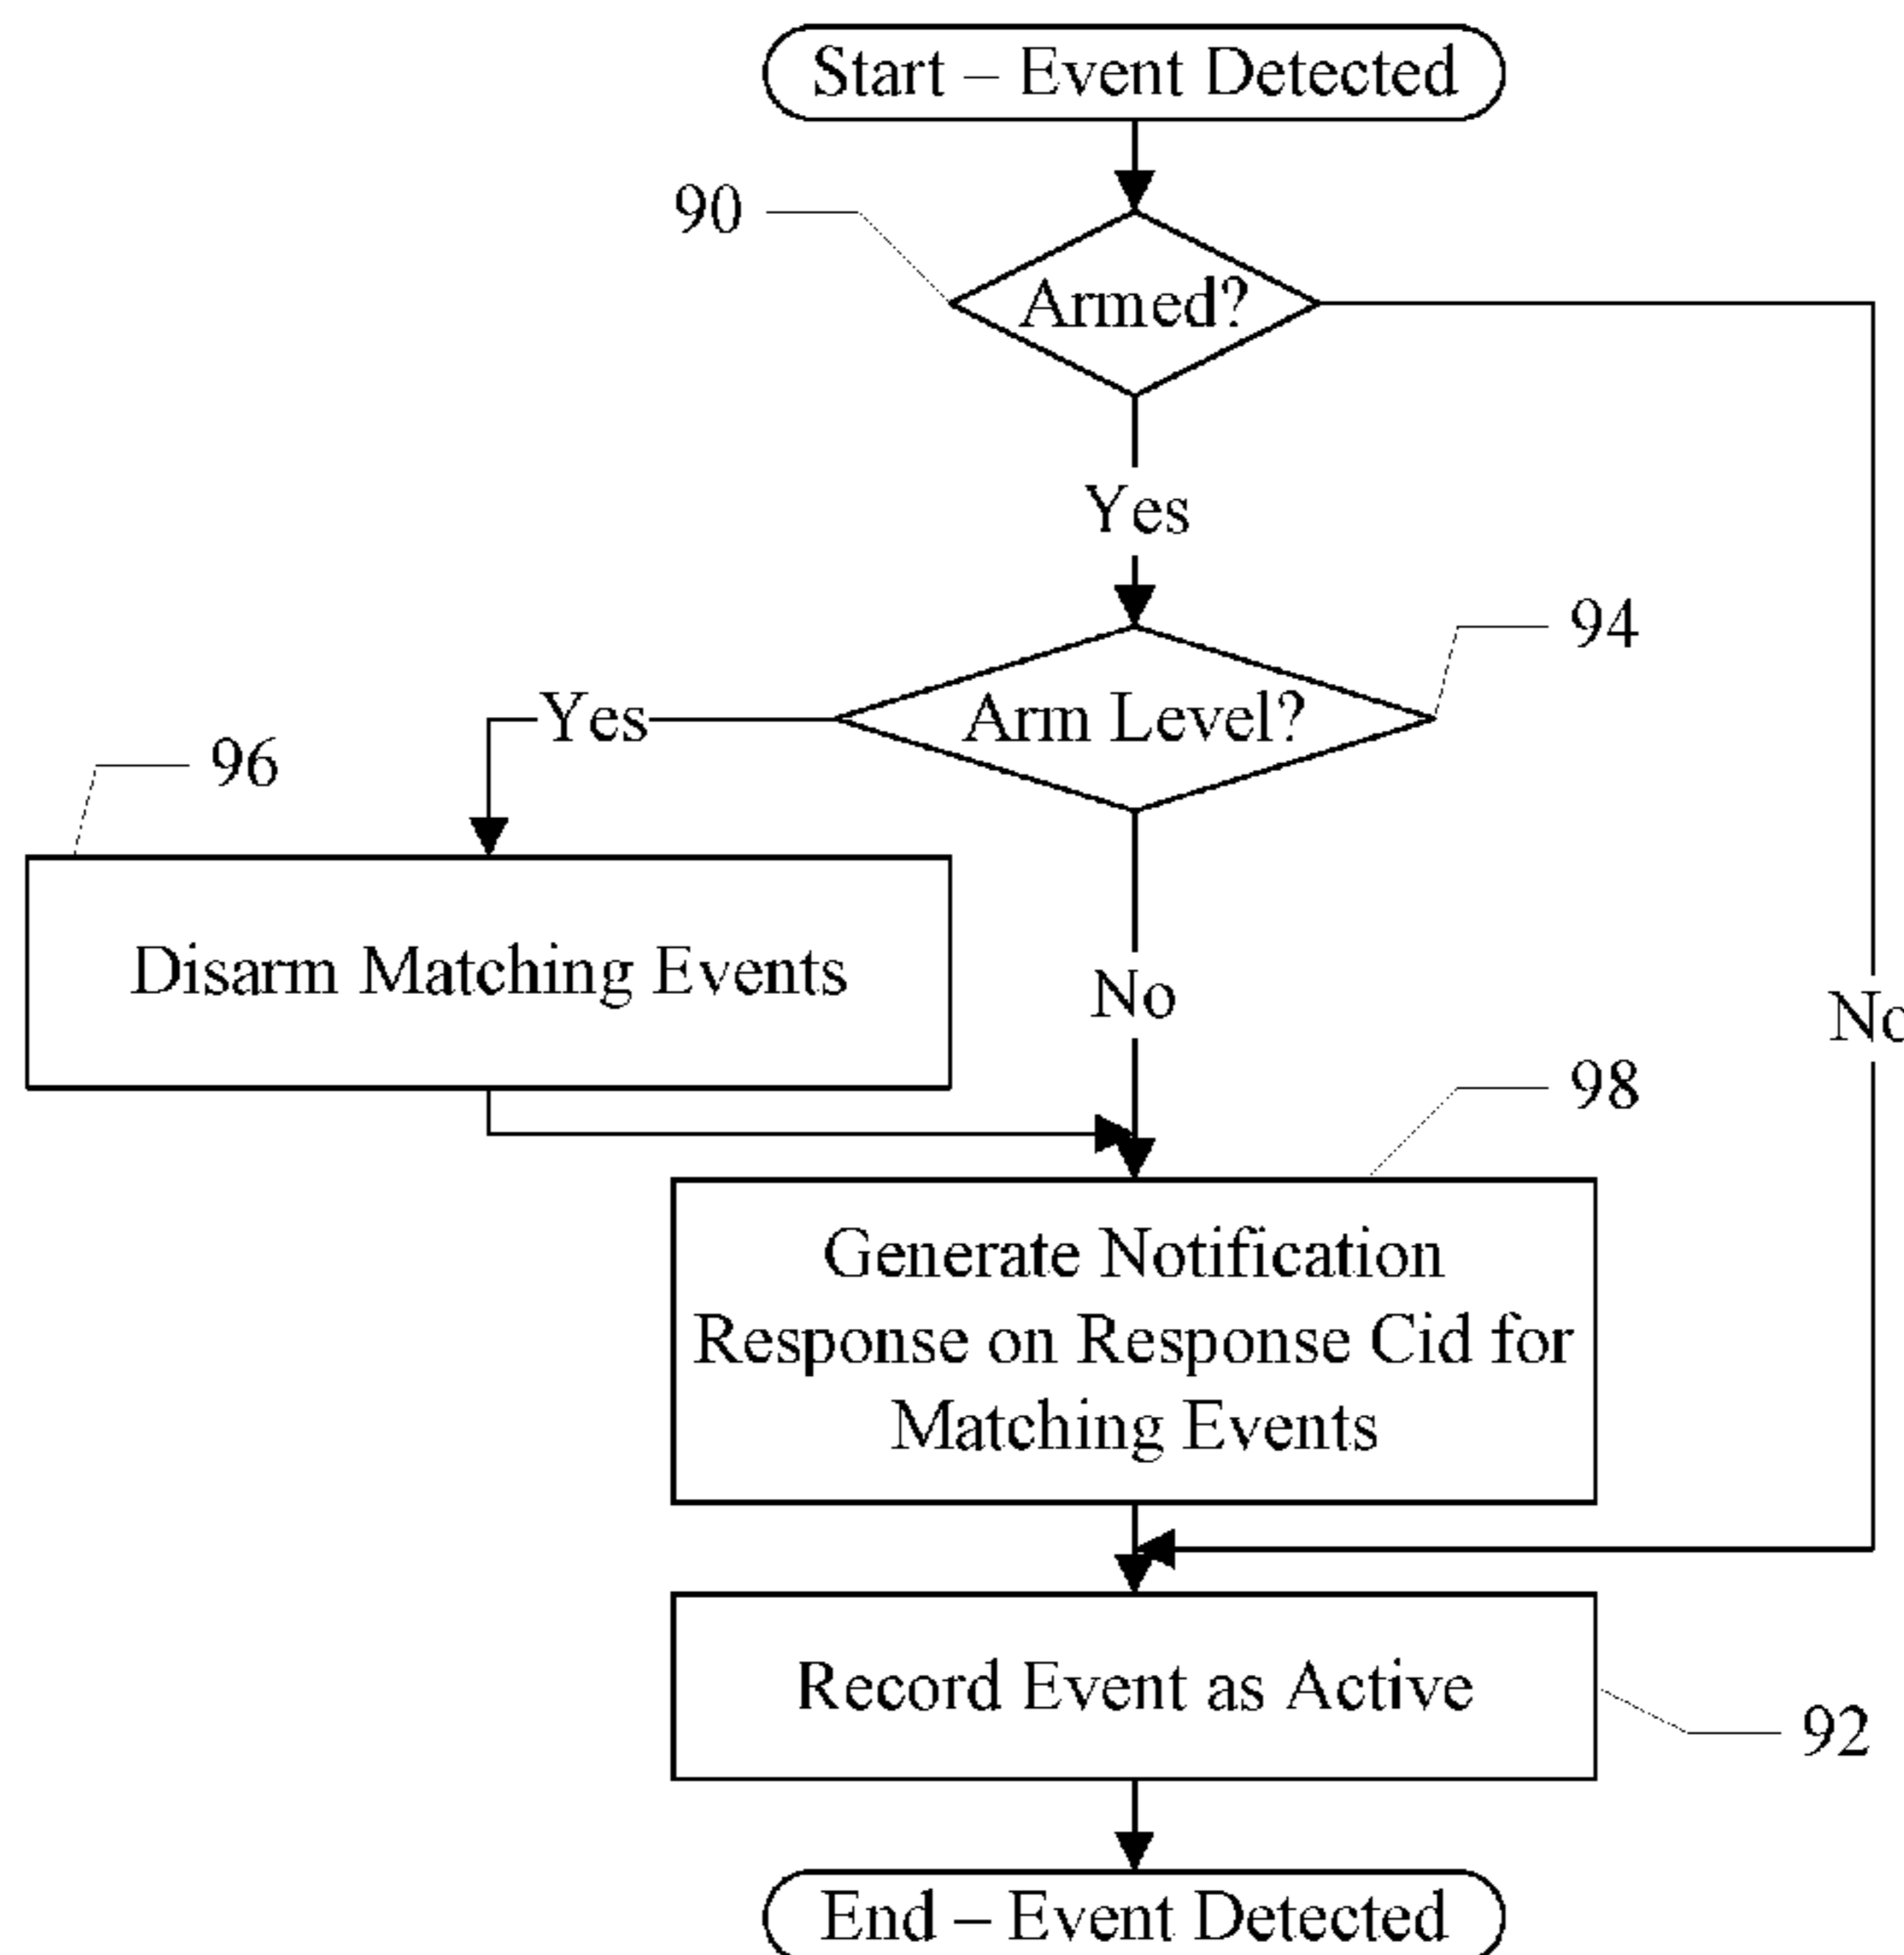 Start – Event Detected
90
Armed?
Yes
94
Arm Level?
Yes
96
Disarm Matching Events
No
No
98
Generate Notification
Response on Response Cid for
Matching Events
Record Event as Active
92
End – Event Detected